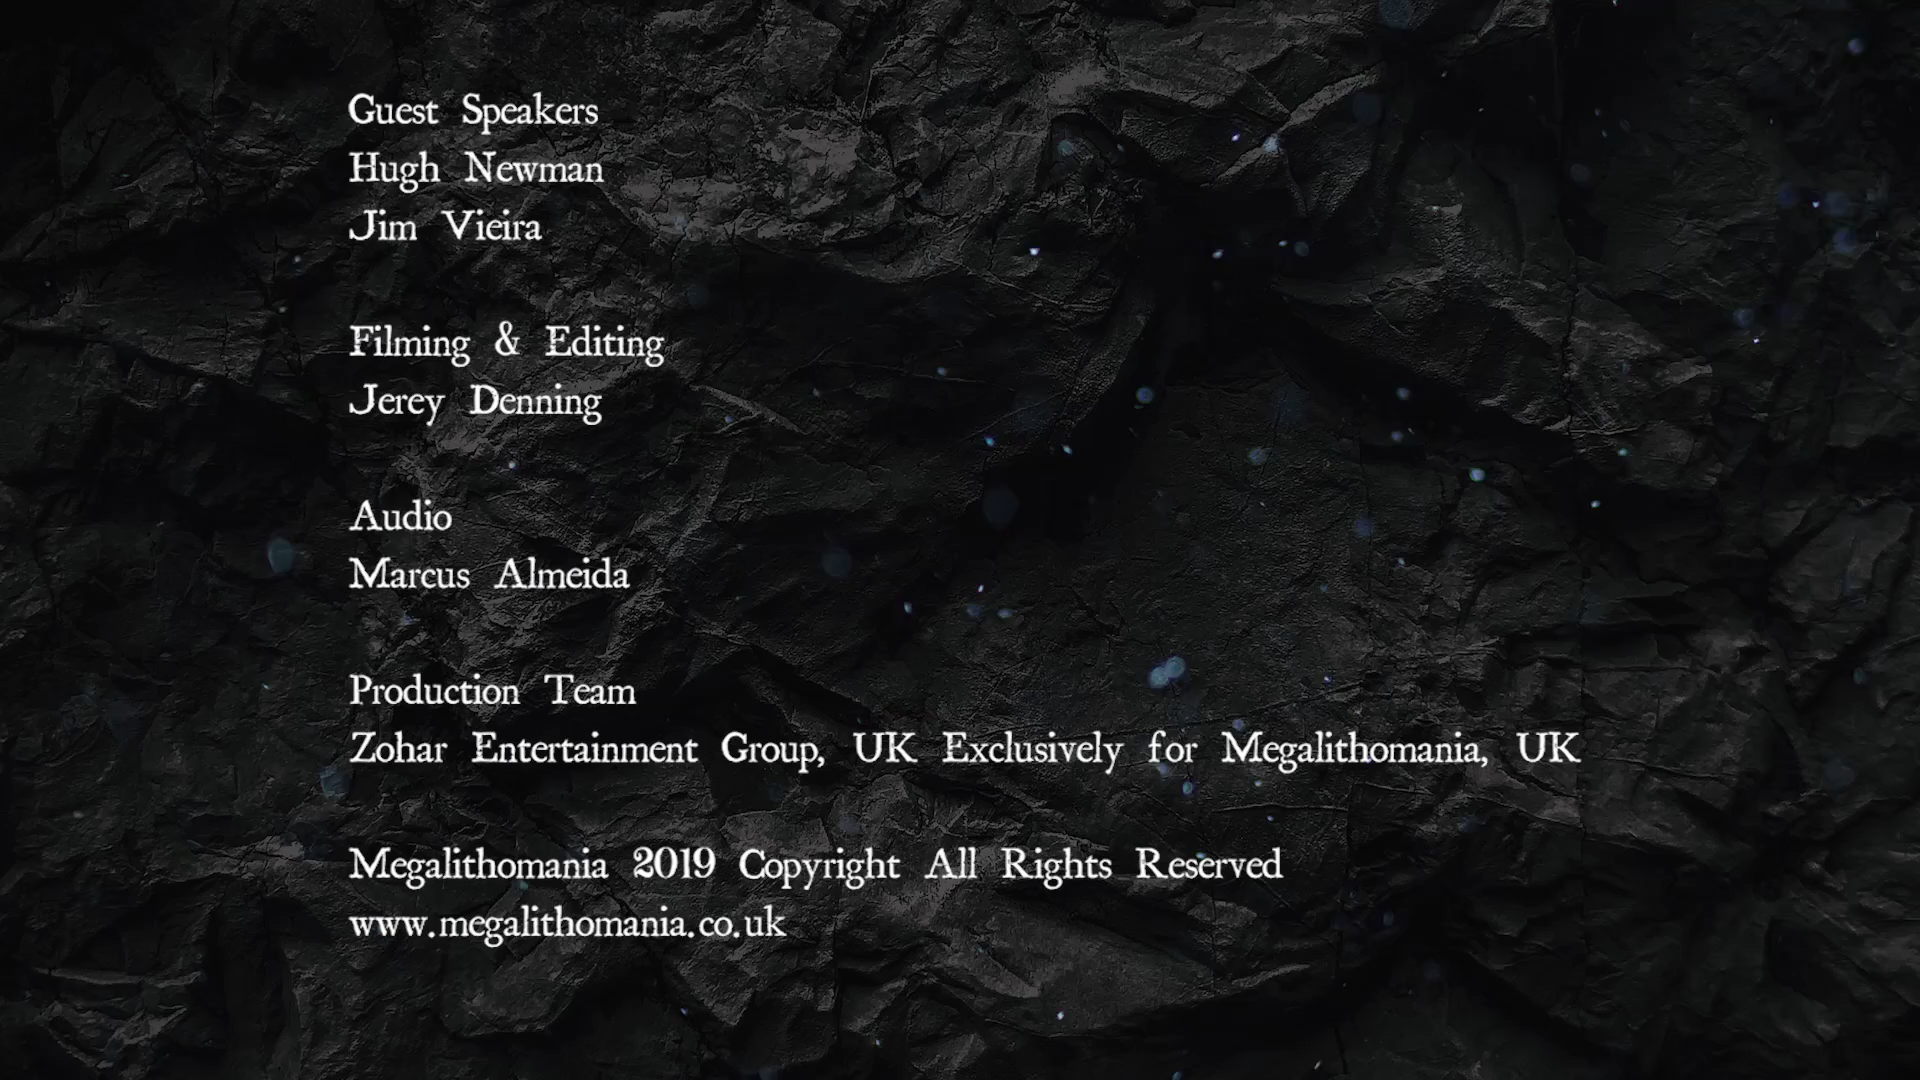 Guest Speakers
Hugh Newman
Jim Vieira
Filming & Editing
Jerey Denning
Audio
Marcus Almeida
Production Team
Zohar Entertainment Group, UK Exclusively for Megalithomania, UK
Megalithomania 2019 Copyright All Rights Reserved
www.megalithomania.co.uk